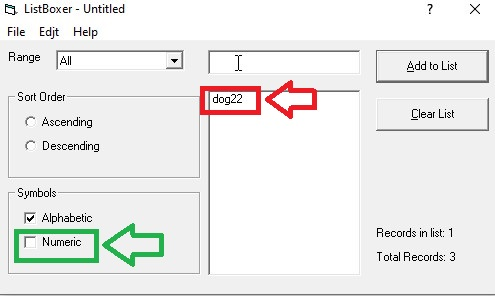 ListBoxer - Untitled
File Edjt Help
Range All
Add to List
dog22
Sort Order
Ascending
Descending
Clear List
Symbols
Alphabetic
Numeric
Records in list: 1
Total Records: 3